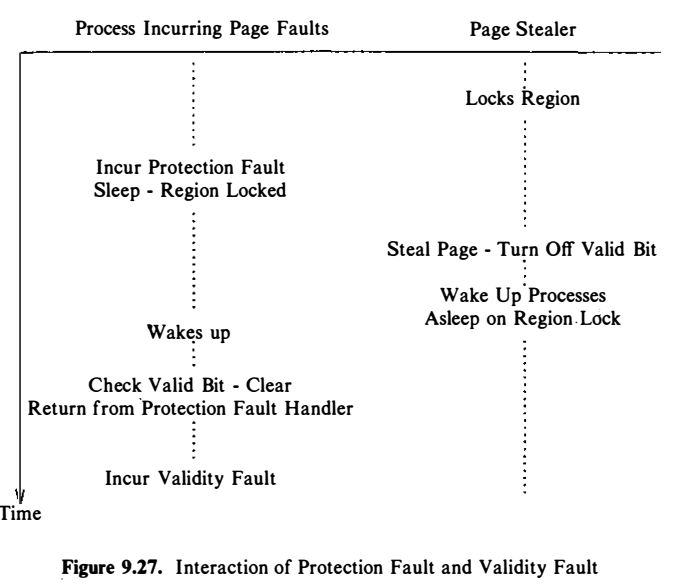 Process Incurring Page Faults
Page Stealer
Locks Region
Incur Protection Fault
Sleep - Region Locked
Steal Page - Turn Off Valid Bit
Wake Up Processes
Asleep on Region Lock
Wakes up
Check Valid Bit - Clear
Return from Protection Fault Handler
Incur Validity Fault
Time
Figure 9.27. Interaction of Protection Fault and Validity Fault